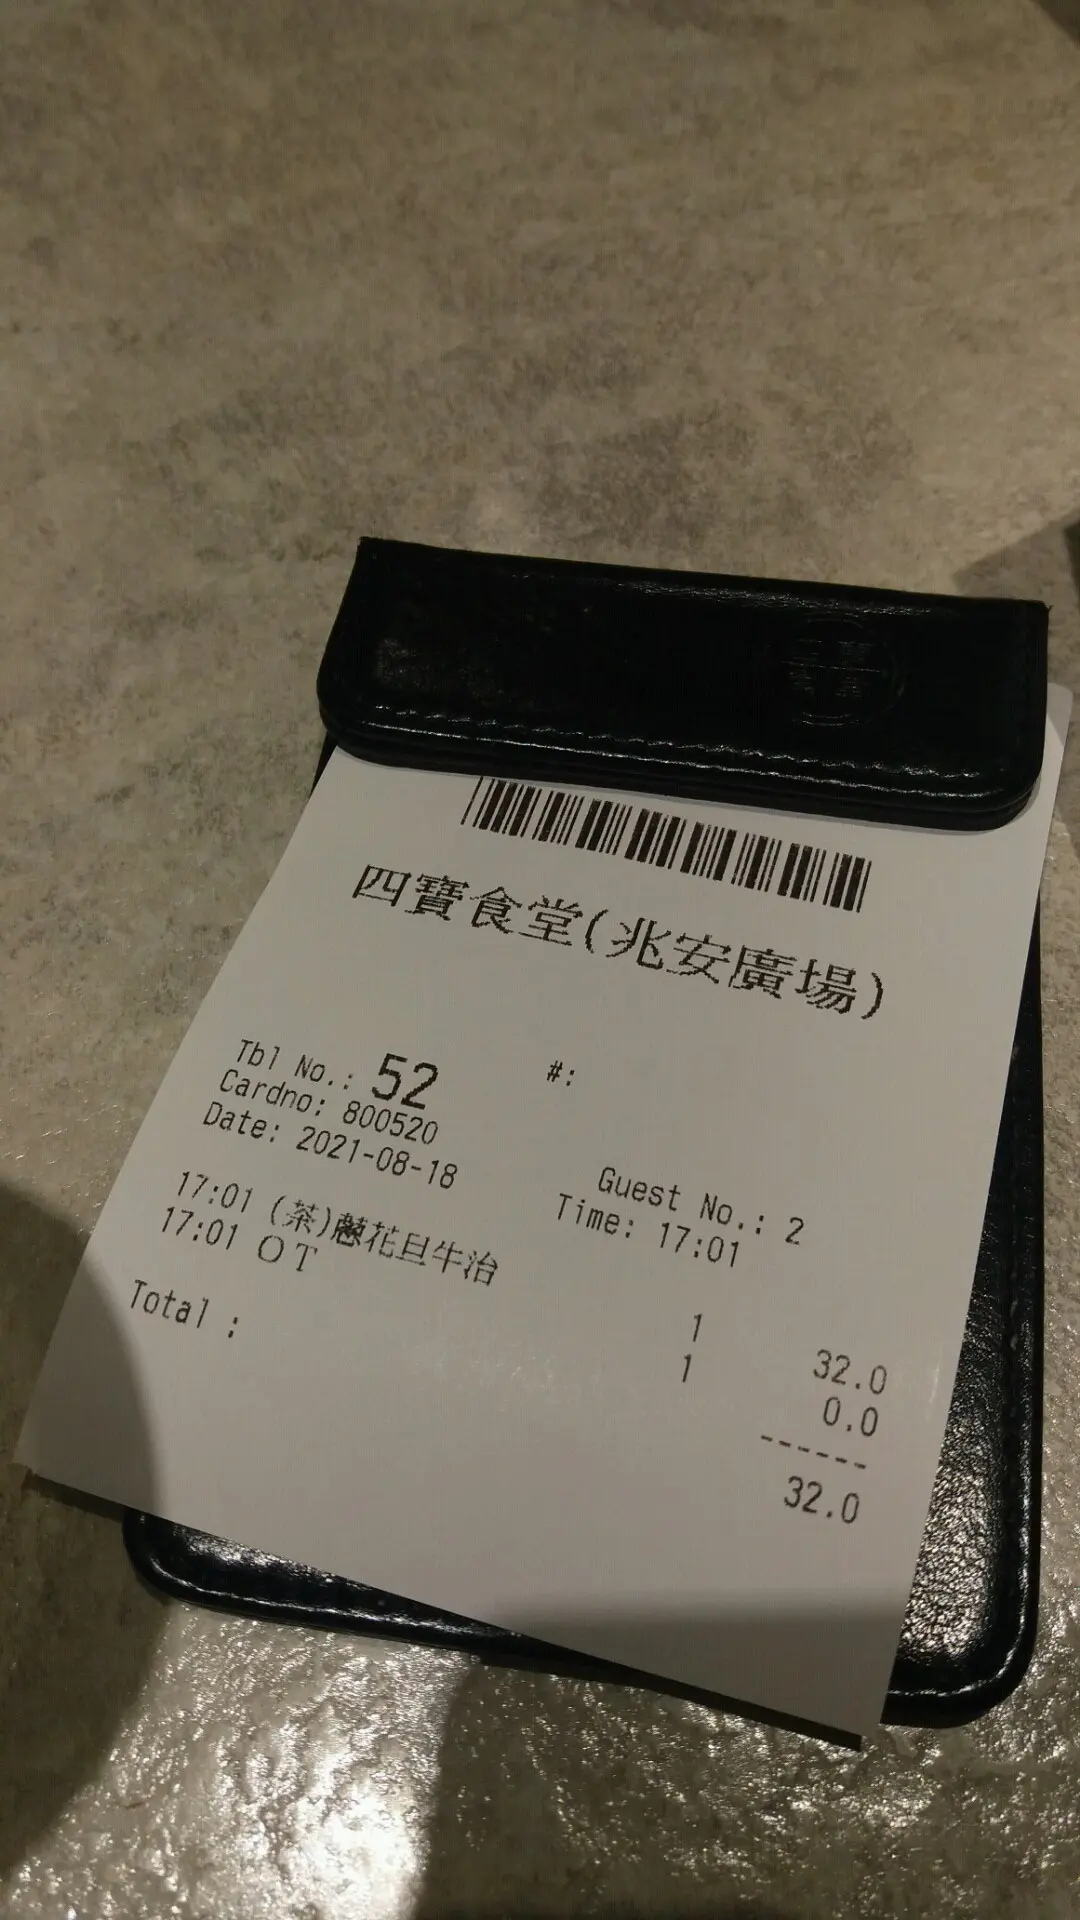 四寶食堂(兆安廣場)
Tbl No.: 52 #:
Cardno: 800520 Guest No.: 2
Date: 2021-08-18 Time: 17:01
17:01 (茶)蔥花旦牛治 1 32.0
17:01 OT 1 0.0
------
Total : 32.0